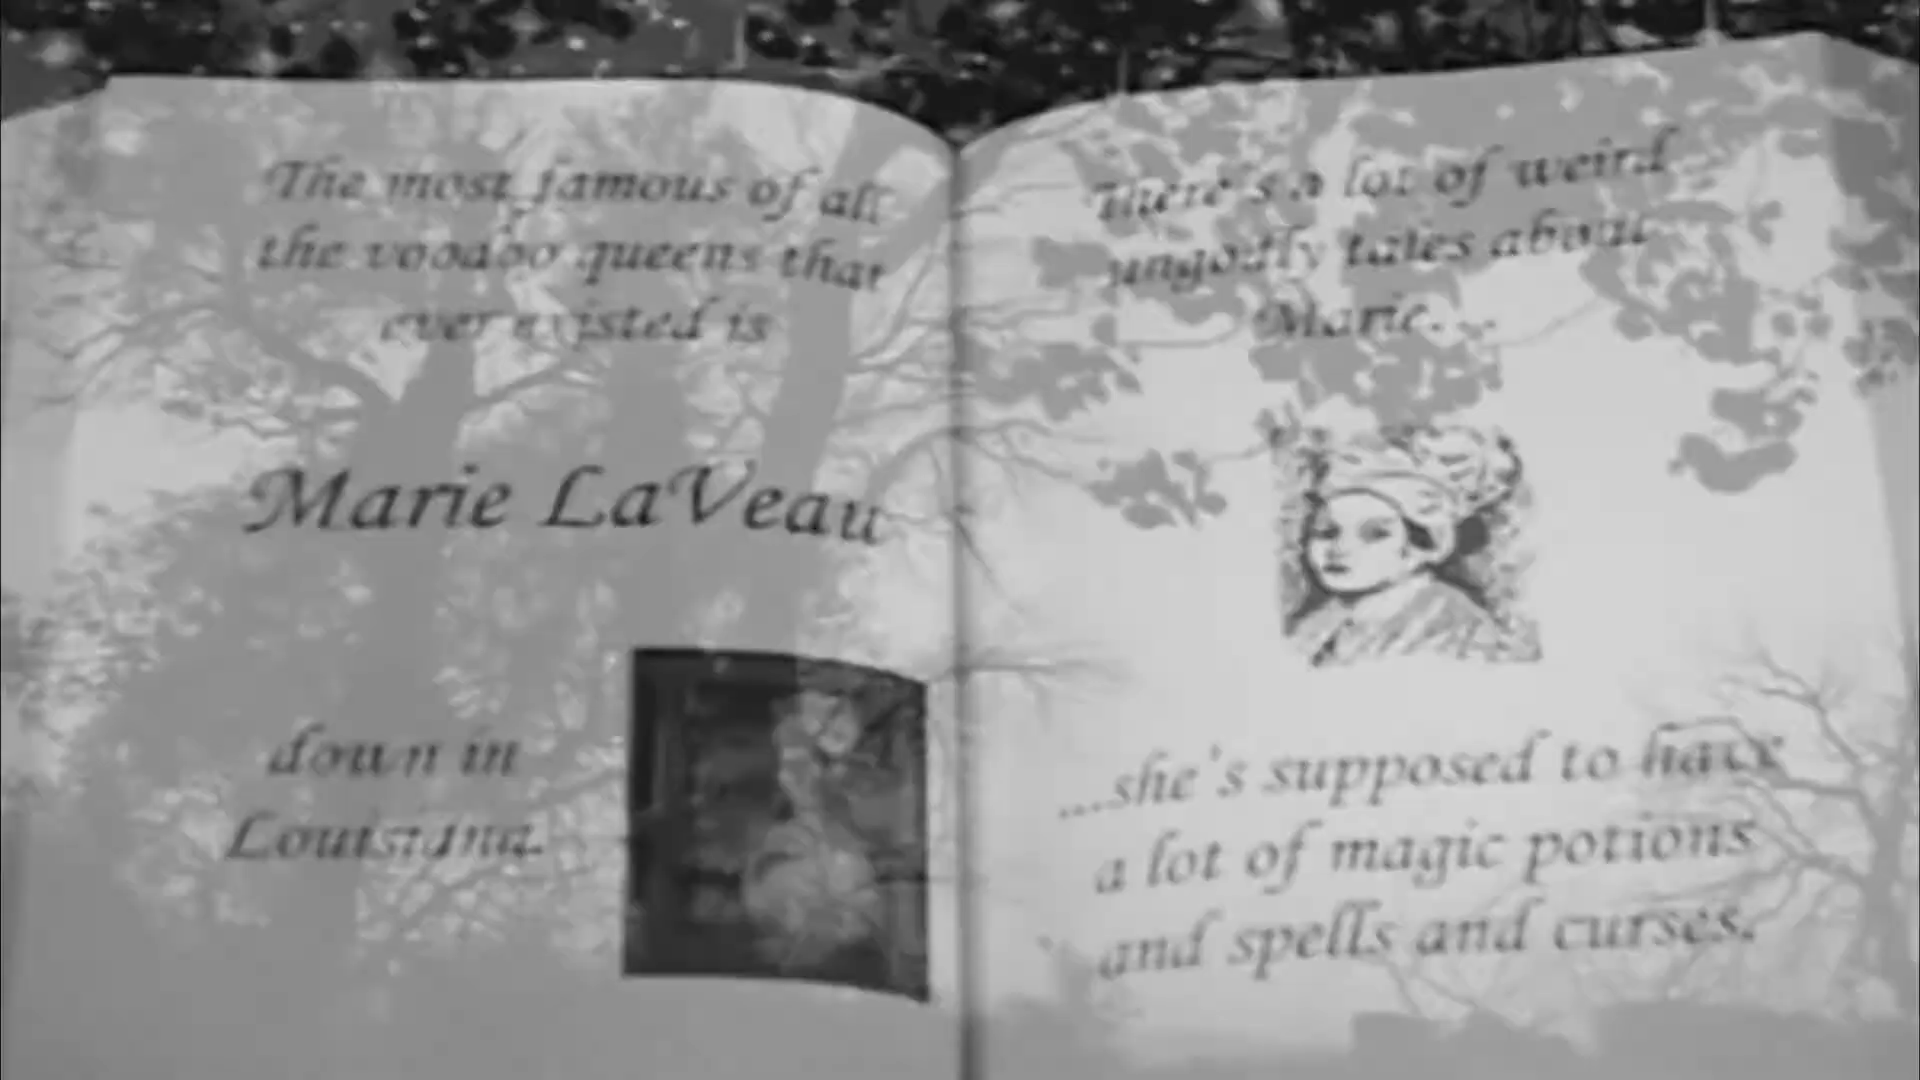 The most famous of all
the voodoo queens that
ever existed is
Marie LaVeau
down in
Louisiana.
There's a lot of weird
ungodly tales about
Marie...
...she's supposed to have
a lot of magic potions
and spells and curses.